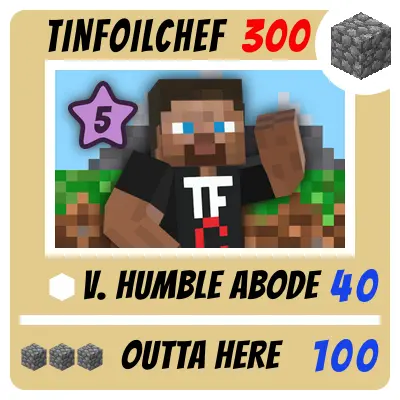 TINFOILCHEF 300
5
TF
C
V. HUMBLE ABODE 40
OUTTA HERE 100